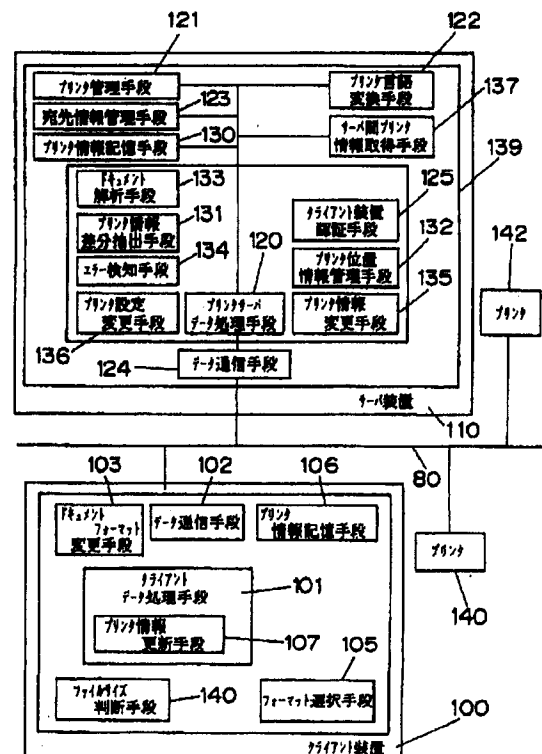 121
122
プリンタ管理手段
プリンタ言語
変換手段
137
123
宛先情報管理手段
130
サーバ間プリンタ
情報取得手段
プリンタ情報記憶手段
139
ドキュメント
解析手段
133
125
クライアント装置
認証手段
プリンタ情報
差分抽出手段
131
132
142
134
120
エラー検知手段
プリンタ位置
情報管理手段
135
プリンタ
プリンタ設定
変更手段
プリンタサーバ
データ処理手段
プリンタ情報
変更手段
136
124
データ通信手段
サーバ装置
110
103
102
106
80
ドキュメント
フォーマット
変更手段
データ通信手段
プリンタ
情報記憶手段
プリンタ
クライアント
データ処理手段
101
140
プリンタ情報
更新手段
107
105
ファイルサイズ
判断手段
140
フォーマット選択手段
100
クライアント装置